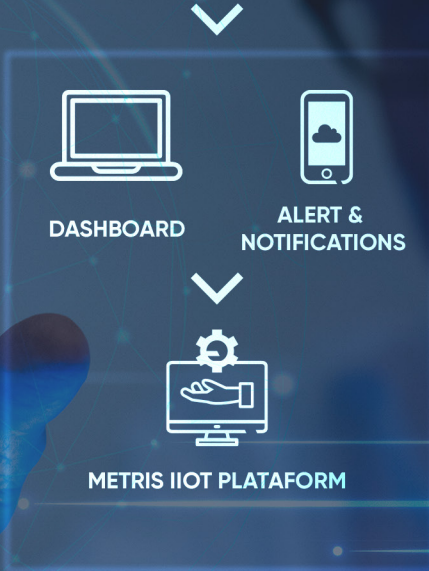 DASHBOARD
ALERT &
NOTIFICATIONS
METRIS IIOT PLATAFORM